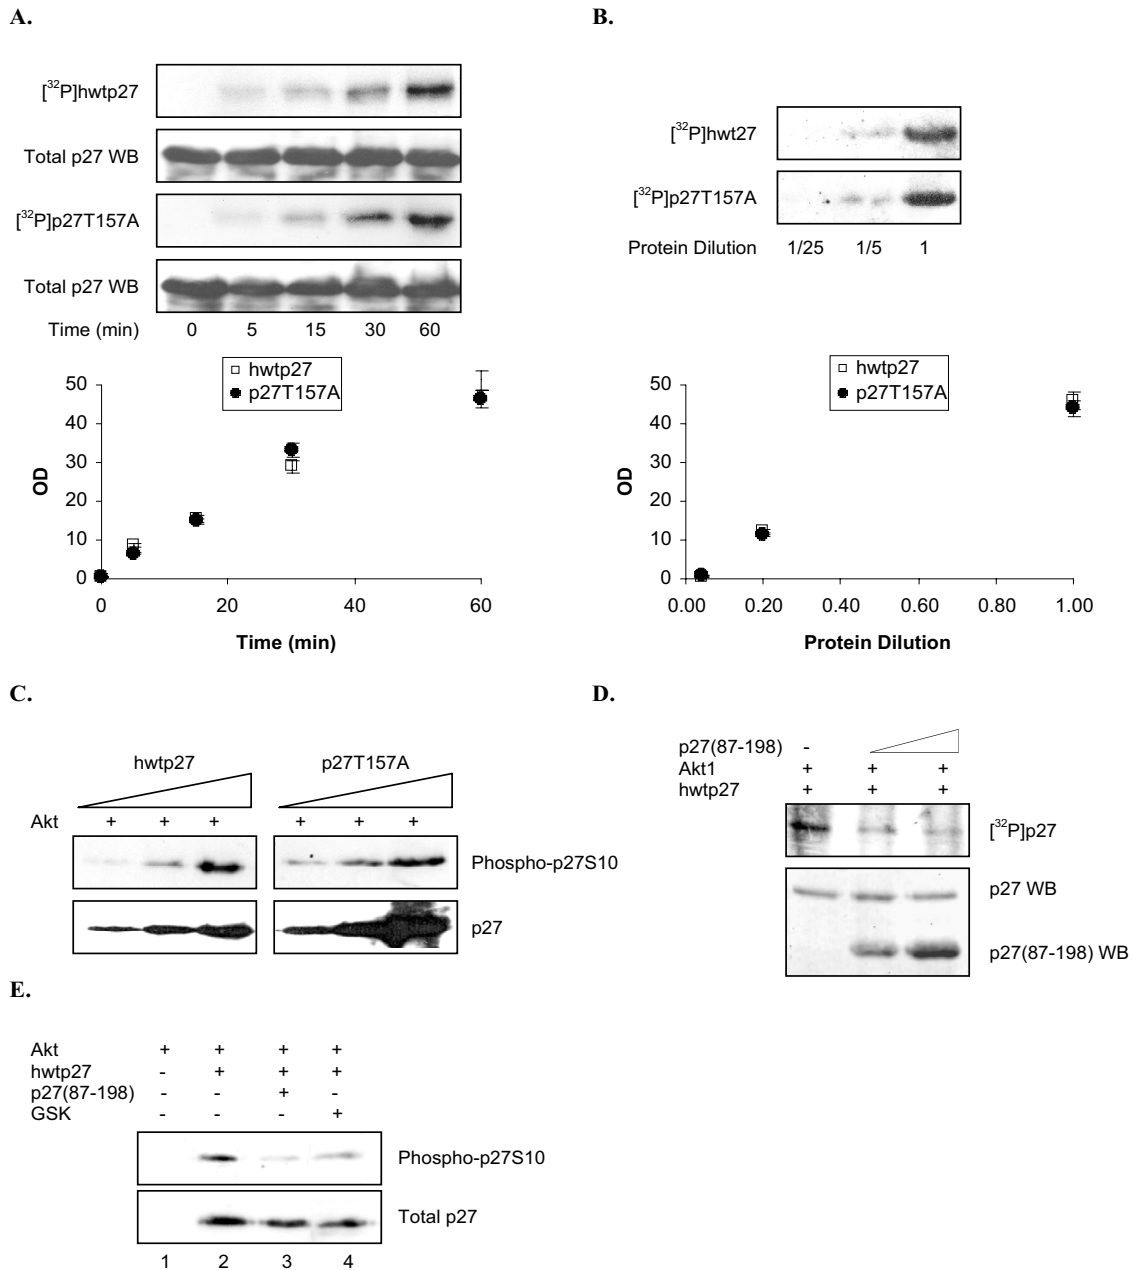 A.
[32P]hwtp27
Total p27 WB
[32P]p27T157A
Total p27 WB
Time (min) 0 5 15 30 60
hwtp27
p27T157A
50
40
30
20
10
0
OD
0 20 40 60
Time (min)
B.
[32P]hwt27
[32P]p27T157A
Protein Dilution 1/25 1/5 1
hwtp27
p27T157A
50
40
30
20
10
0
OD
0.00 0.20 0.40 0.60 0.80 1.00
Protein Dilution
C.
hwtp27 p27T157A
Akt + + + + + +
Phospho-p27S10
p27
D.
p27(87-198) -
Akt1 + + +
hwtp27 + + +
[32P]p27
p27 WB
p27(87-198) WB
E.
Akt + + + +
hwtp27 - + + +
p27(87-198) - - + -
GSK - - - +
Phospho-p27S10
Total p27
1 2 3 4